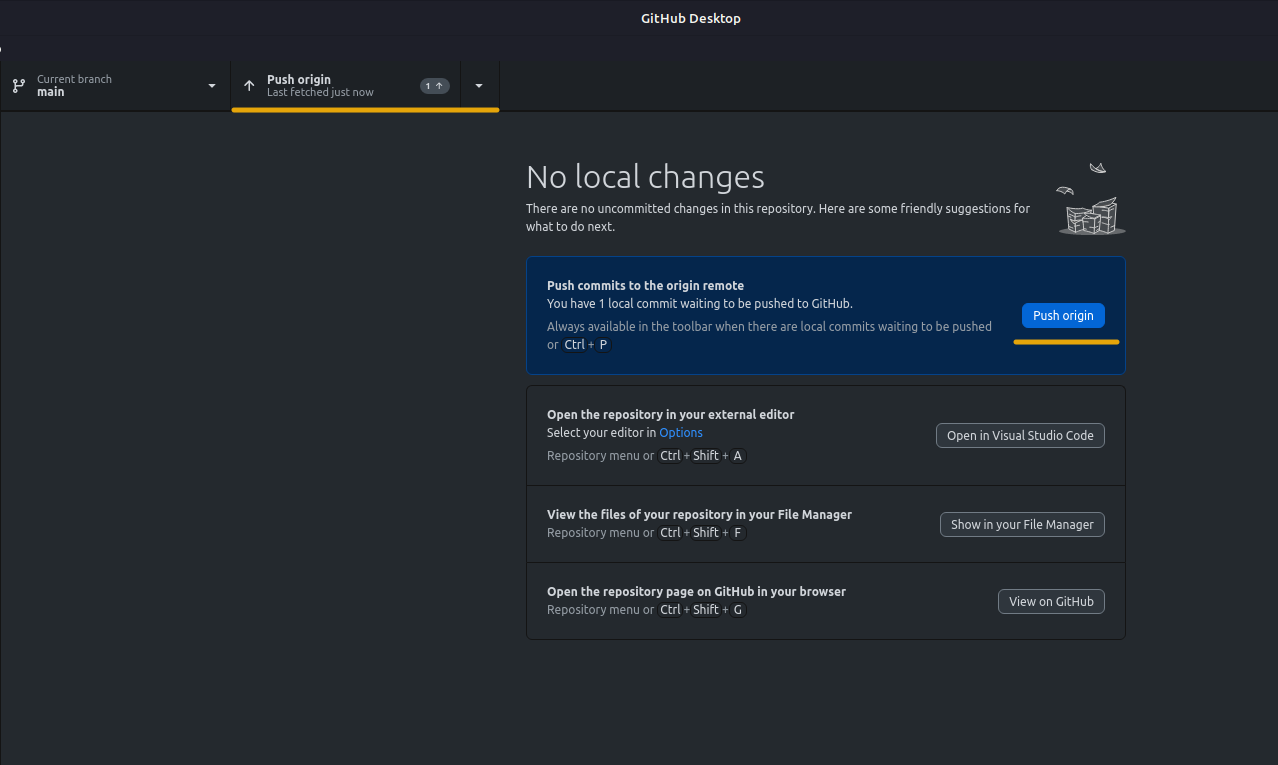 GitHub Desktop
Current branch
main
Push origin
Last fetched just now
1 ↑
No local changes
There are no uncommitted changes in this repository. Here are some friendly suggestions for
what to do next.
Push commits to the origin remote
You have 1 local commit waiting to be pushed to GitHub.
Always available in the toolbar when there are local commits waiting to be pushed
or Ctrl + P
Push origin
Open the repository in your external editor
Select your editor in Options
Repository menu or Ctrl + Shift + A
Open in Visual Studio Code
View the files of your repository in your File Manager
Repository menu or Ctrl + Shift + F
Show in your File Manager
Open the repository page on GitHub in your browser
Repository menu or Ctrl + Shift + G
View on GitHub